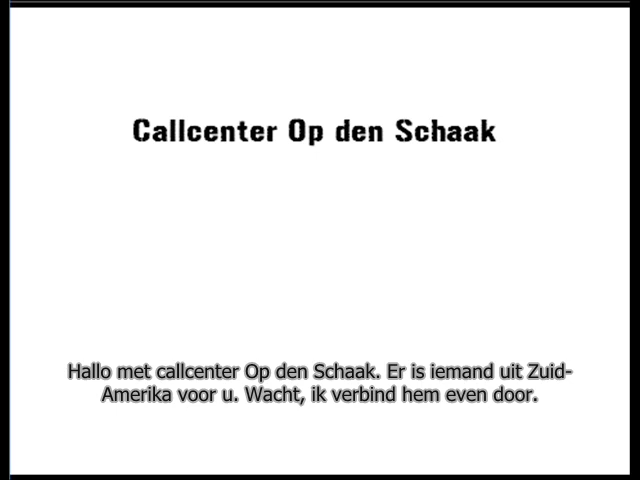 Callcenter Op den Schaak
Hallo met callcenter Op den Schaak. Er is iemand uit Zuid-
Amerika voor u. Wacht, ik verbind hem even door.